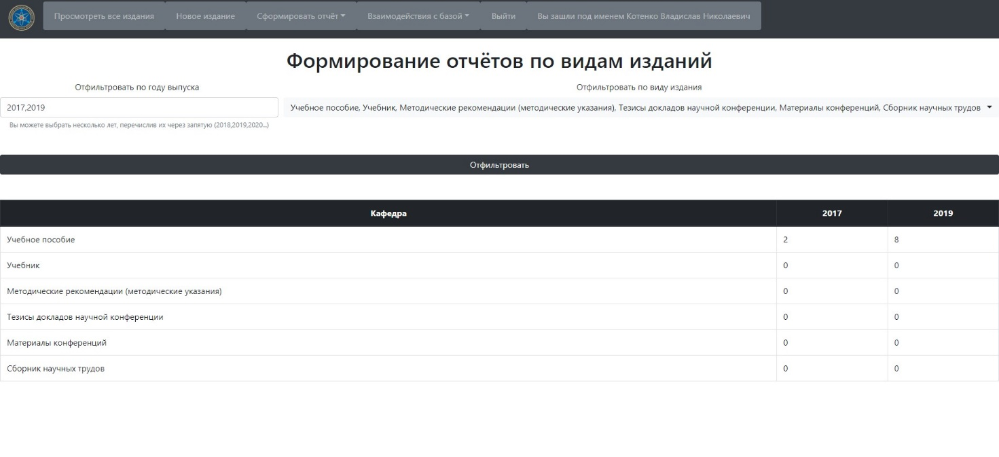 Просмотреть все издания Новое издание Сформировать отчёт Взаимодействия с базой Выйти Вы зашли под именем Котенко Владислав Николаевич
Формирование отчётов по видам изданий
Отфильтровать по году выпуска Отфильтровать по виду издания
2017,2019 Учебное пособие, Учебник, Методические рекомендации (методические указания), Тезисы докладов научной конференции, Материалы конференций, Сборник научных трудов
Вы можете выбрать несколько лет, перечислив их через запятую (2018,2019,2020...)
Отфильтровать
Кафедра 2017 2019
Учебное пособие 2 8
Учебник 0 0
Методические рекомендации (методические указания) 0 0
Тезисы докладов научной конференции 0 0
Материалы конференций 0 0
Сборник научных трудов 0 0